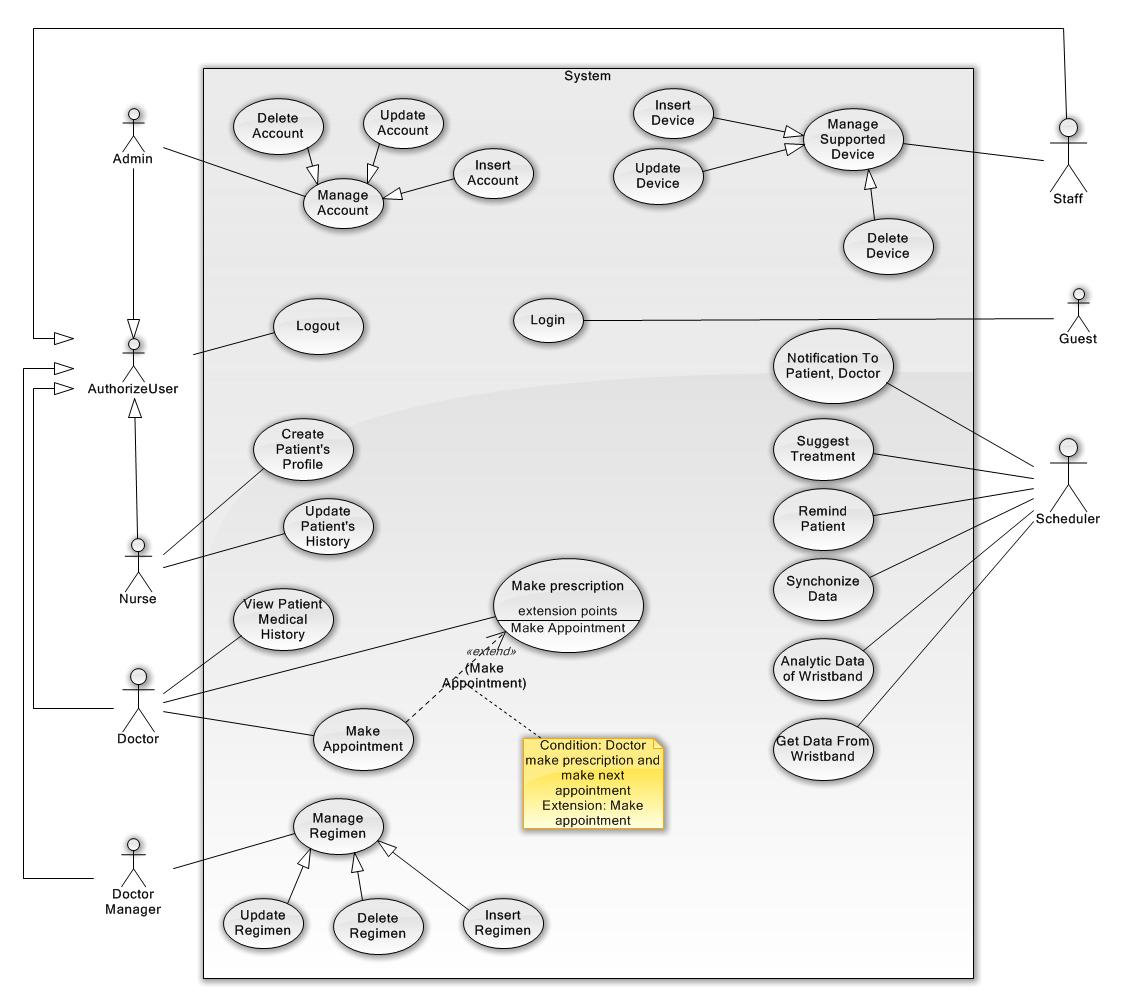 System
Admin
Delete
Account
Update
Account
Insert
Account
Manage
Account
Insert
Device
Update
Device
Manage
Supported
Device
Delete
Device
Staff
Logout
Login
Guest
AuthorizeUser
Notification To
Patient, Doctor
Create
Patient's
Profile
Suggest
Treatment
Scheduler
Update
Patient's
History
Remind
Patient
Nurse
Synchonize
Data
View Patient
Medical
History
Make prescription
extension points
Make Appointment
«extend»
(Make
Appointment)
Analytic Data
of Wristband
Doctor
Make
Appointment
Get Data From
Wristband
Condition: Doctor
make prescription and
make next
appointment
Extension: Make
appointment
Manage
Regimen
Doctor
Manager
Update
Regimen
Delete
Regimen
Insert
Regimen